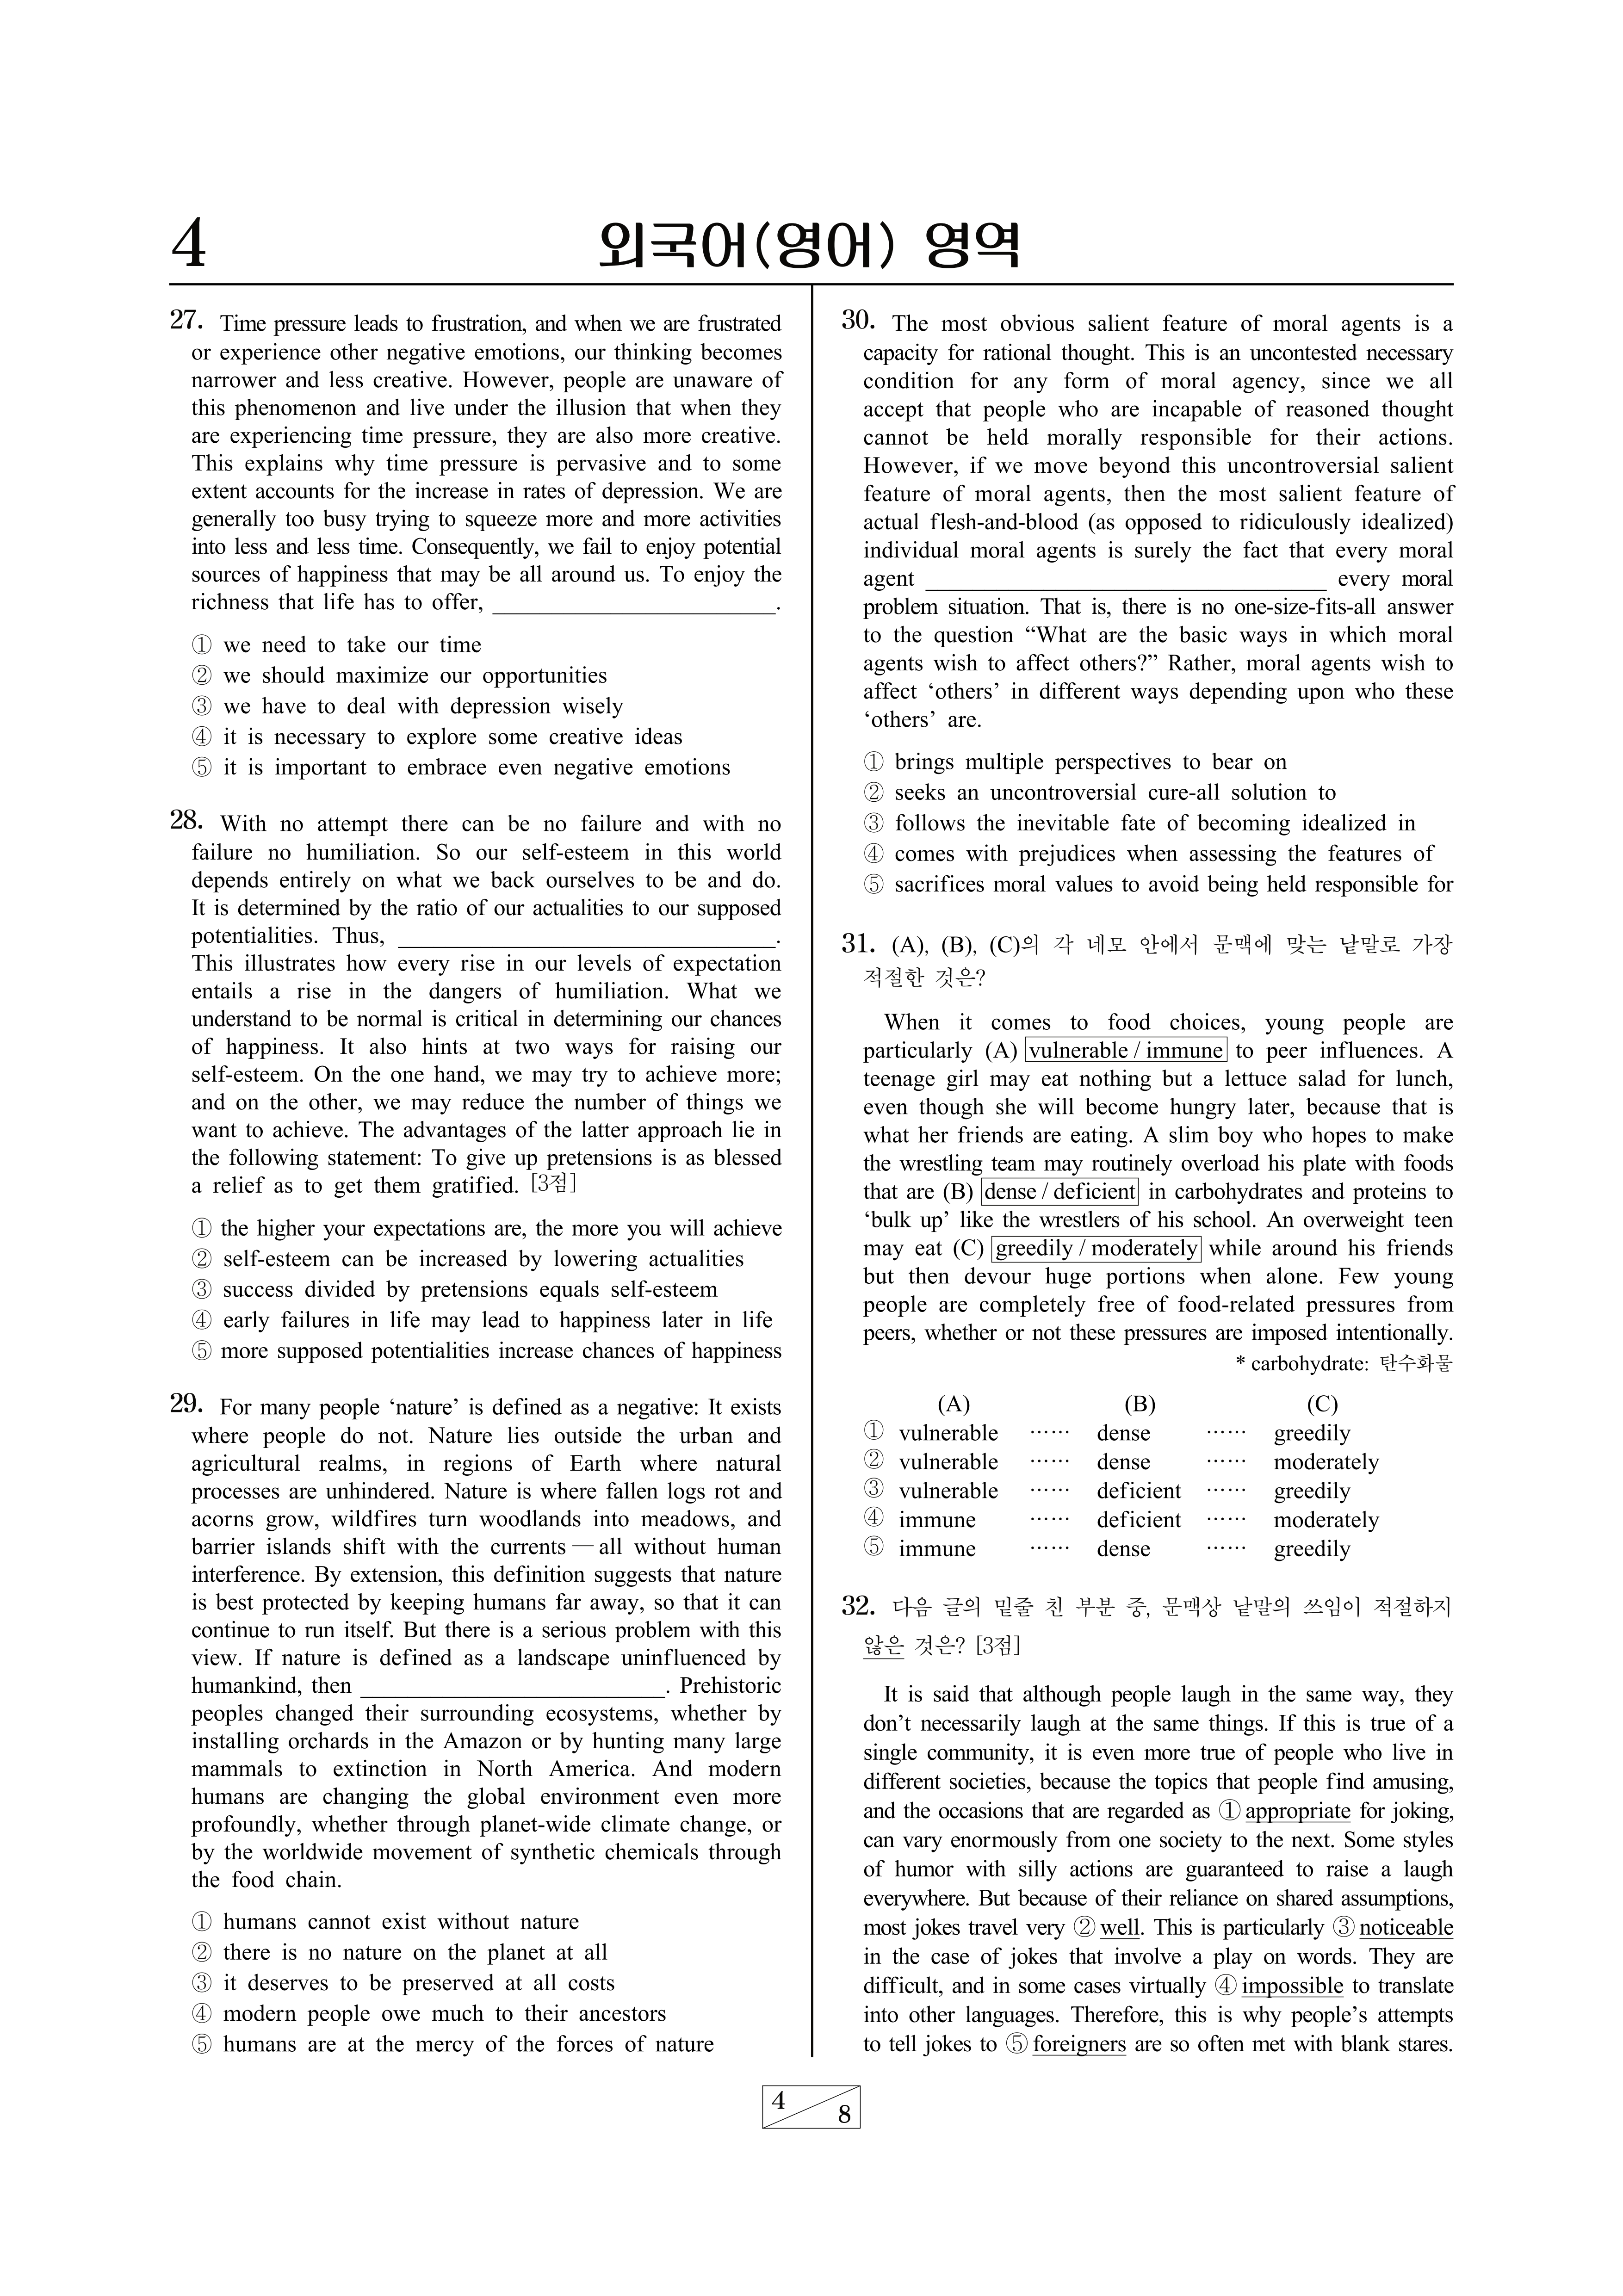 4
외국어(영어) 영역
27. Time pressure leads to frustration, and when we are frustrated
or experience other negative emotions, our thinking becomes
narrower and less creative. However, people are unaware of
this phenomenon and live under the illusion that when they
are experiencing time pressure, they are also more creative.
This explains why time pressure is pervasive and to some
extent accounts for the increase in rates of depression. We are
generally too busy trying to squeeze more and more activities
into less and less time. Consequently, we fail to enjoy potential
sources of happiness that may be all around us. To enjoy the
richness that life has to offer, ____________________.
① we need to take our time
② we should maximize our opportunities
③ we have to deal with depression wisely
④ it is necessary to explore some creative ideas
⑤ it is important to embrace even negative emotions
28. With no attempt there can be no failure and with no
failure no humiliation. So our self-esteem in this world
depends entirely on what we back ourselves to be and do.
It is determined by the ratio of our actualities to our supposed
potentialities. Thus, ____________________.
This illustrates how every rise in our levels of expectation
entails a rise in the dangers of humiliation. What we
understand to be normal is critical in determining our chances
of happiness. It also hints at two ways for raising our
self-esteem. On the one hand, we may try to achieve more;
and on the other, we may reduce the number of things we
want to achieve. The advantages of the latter approach lie in
the following statement: To give up pretensions is as blessed
a relief as to get them gratified. [3점]
① the higher your expectations are, the more you will achieve
② self-esteem can be increased by lowering actualities
③ success divided by pretensions equals self-esteem
④ early failures in life may lead to happiness later in life
⑤ more supposed potentialities increase chances of happiness
29. For many people ‘nature’ is defined as a negative: It exists
where people do not. Nature lies outside the urban and
agricultural realms, in regions of Earth where natural
processes are unhindered. Nature is where fallen logs rot and
acorns grow, wildfires turn woodlands into meadows, and
barrier islands shift with the currents — all without human
interference. By extension, this definition suggests that nature
is best protected by keeping humans far away, so that it can
continue to run itself. But there is a serious problem with this
view. If nature is defined as a landscape uninfluenced by
humankind, then ____________________. Prehistoric
peoples changed their surrounding ecosystems, whether by
installing orchards in the Amazon or by hunting many large
mammals to extinction in North America. And modern
humans are changing the global environment even more
profoundly, whether through planet-wide climate change, or
by the worldwide movement of synthetic chemicals through
the food chain.
① humans cannot exist without nature
② there is no nature on the planet at all
③ it deserves to be preserved at all costs
④ modern people owe much to their ancestors
⑤ humans are at the mercy of the forces of nature
30. The most obvious salient feature of moral agents is a
capacity for rational thought. This is an uncontested necessary
condition for any form of moral agency, since we all
accept that people who are incapable of reasoned thought
cannot be held morally responsible for their actions.
However, if we move beyond this uncontroversial salient
feature of moral agents, then the most salient feature of
actual flesh-and-blood (as opposed to ridiculously idealized)
individual moral agents is surely the fact that every moral
agent ____________________ every moral
problem situation. That is, there is no one-size-fits-all answer
to the question “What are the basic ways in which moral
agents wish to affect others?” Rather, moral agents wish to
affect ‘others’ in different ways depending upon who these
‘others’ are.
① brings multiple perspectives to bear on
② seeks an uncontroversial cure-all solution to
③ follows the inevitable fate of becoming idealized in
④ comes with prejudices when assessing the features of
⑤ sacrifices moral values to avoid being held responsible for
31. (A), (B), (C)의 각 네모 안에서 문맥에 맞는 낱말로 가장
적절한 것은?
When it comes to food choices, young people are
particularly (A) vulnerable / immune to peer influences. A
teenage girl may eat nothing but a lettuce salad for lunch,
even though she will become hungry later, because that is
what her friends are eating. A slim boy who hopes to make
the wrestling team may routinely overload his plate with foods
that are (B) dense / deficient in carbohydrates and proteins to
‘bulk up’ like the wrestlers of his school. An overweight teen
may eat (C) greedily / moderately while around his friends
but then devour huge portions when alone. Few young
people are completely free of food-related pressures from
peers, whether or not these pressures are imposed intentionally.
* carbohydrate: 탄수화물
(A) (B) (C)
① vulnerable ⋯⋯ dense ⋯⋯ greedily
② vulnerable ⋯⋯ dense ⋯⋯ moderately
③ vulnerable ⋯⋯ deficient ⋯⋯ greedily
④ immune ⋯⋯ deficient ⋯⋯ moderately
⑤ immune ⋯⋯ dense ⋯⋯ greedily
32. 다음 글의 밑줄 친 부분 중, 문맥상 낱말의 쓰임이 적절하지
않은 것은? [3점]
It is said that although people laugh in the same way, they
don’t necessarily laugh at the same things. If this is true of a
single community, it is even more true of people who live in
different societies, because the topics that people find amusing,
and the occasions that are regarded as ① appropriate for joking,
can vary enormously from one society to the next. Some styles
of humor with silly actions are guaranteed to raise a laugh
everywhere. But because of their reliance on shared assumptions,
most jokes travel very ② well. This is particularly ③ noticeable
in the case of jokes that involve a play on words. They are
difficult, and in some cases virtually ④ impossible to translate
into other languages. Therefore, this is why people’s attempts
to tell jokes to ⑤ foreigners are so often met with blank stares.
4
8